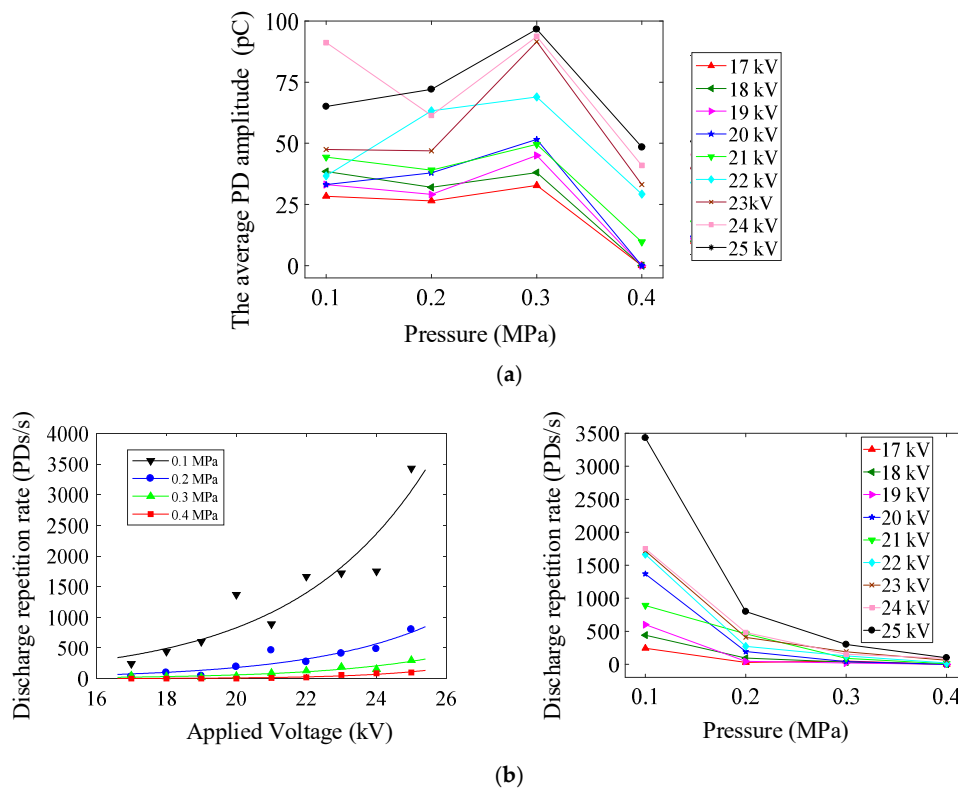 The average PD amplitude (pC)
100
75
50
25
0
0.1 0.2 0.3 0.4
Pressure (MPa)
17 kV
18 kV
19 kV
20 kV
21 kV
22 kV
23kV
24 kV
25 kV
(a)
Discharge repetition rate (PDs/s)
4000
3500
3000
2500
2000
1500
1000
500
0
16 18 20 22 24 26
Applied Voltage (kV)
0.1 MPa
0.2 MPa
0.3 MPa
0.4 MPa
Discharge repetition rate (PDs/s)
3500
3000
2500
2000
1500
1000
500
0
0.1 0.2 0.3 0.4
Pressure (MPa)
17 kV
18 kV
19 kV
20 kV
21 kV
22 kV
23 kV
24 kV
25 kV
(b)